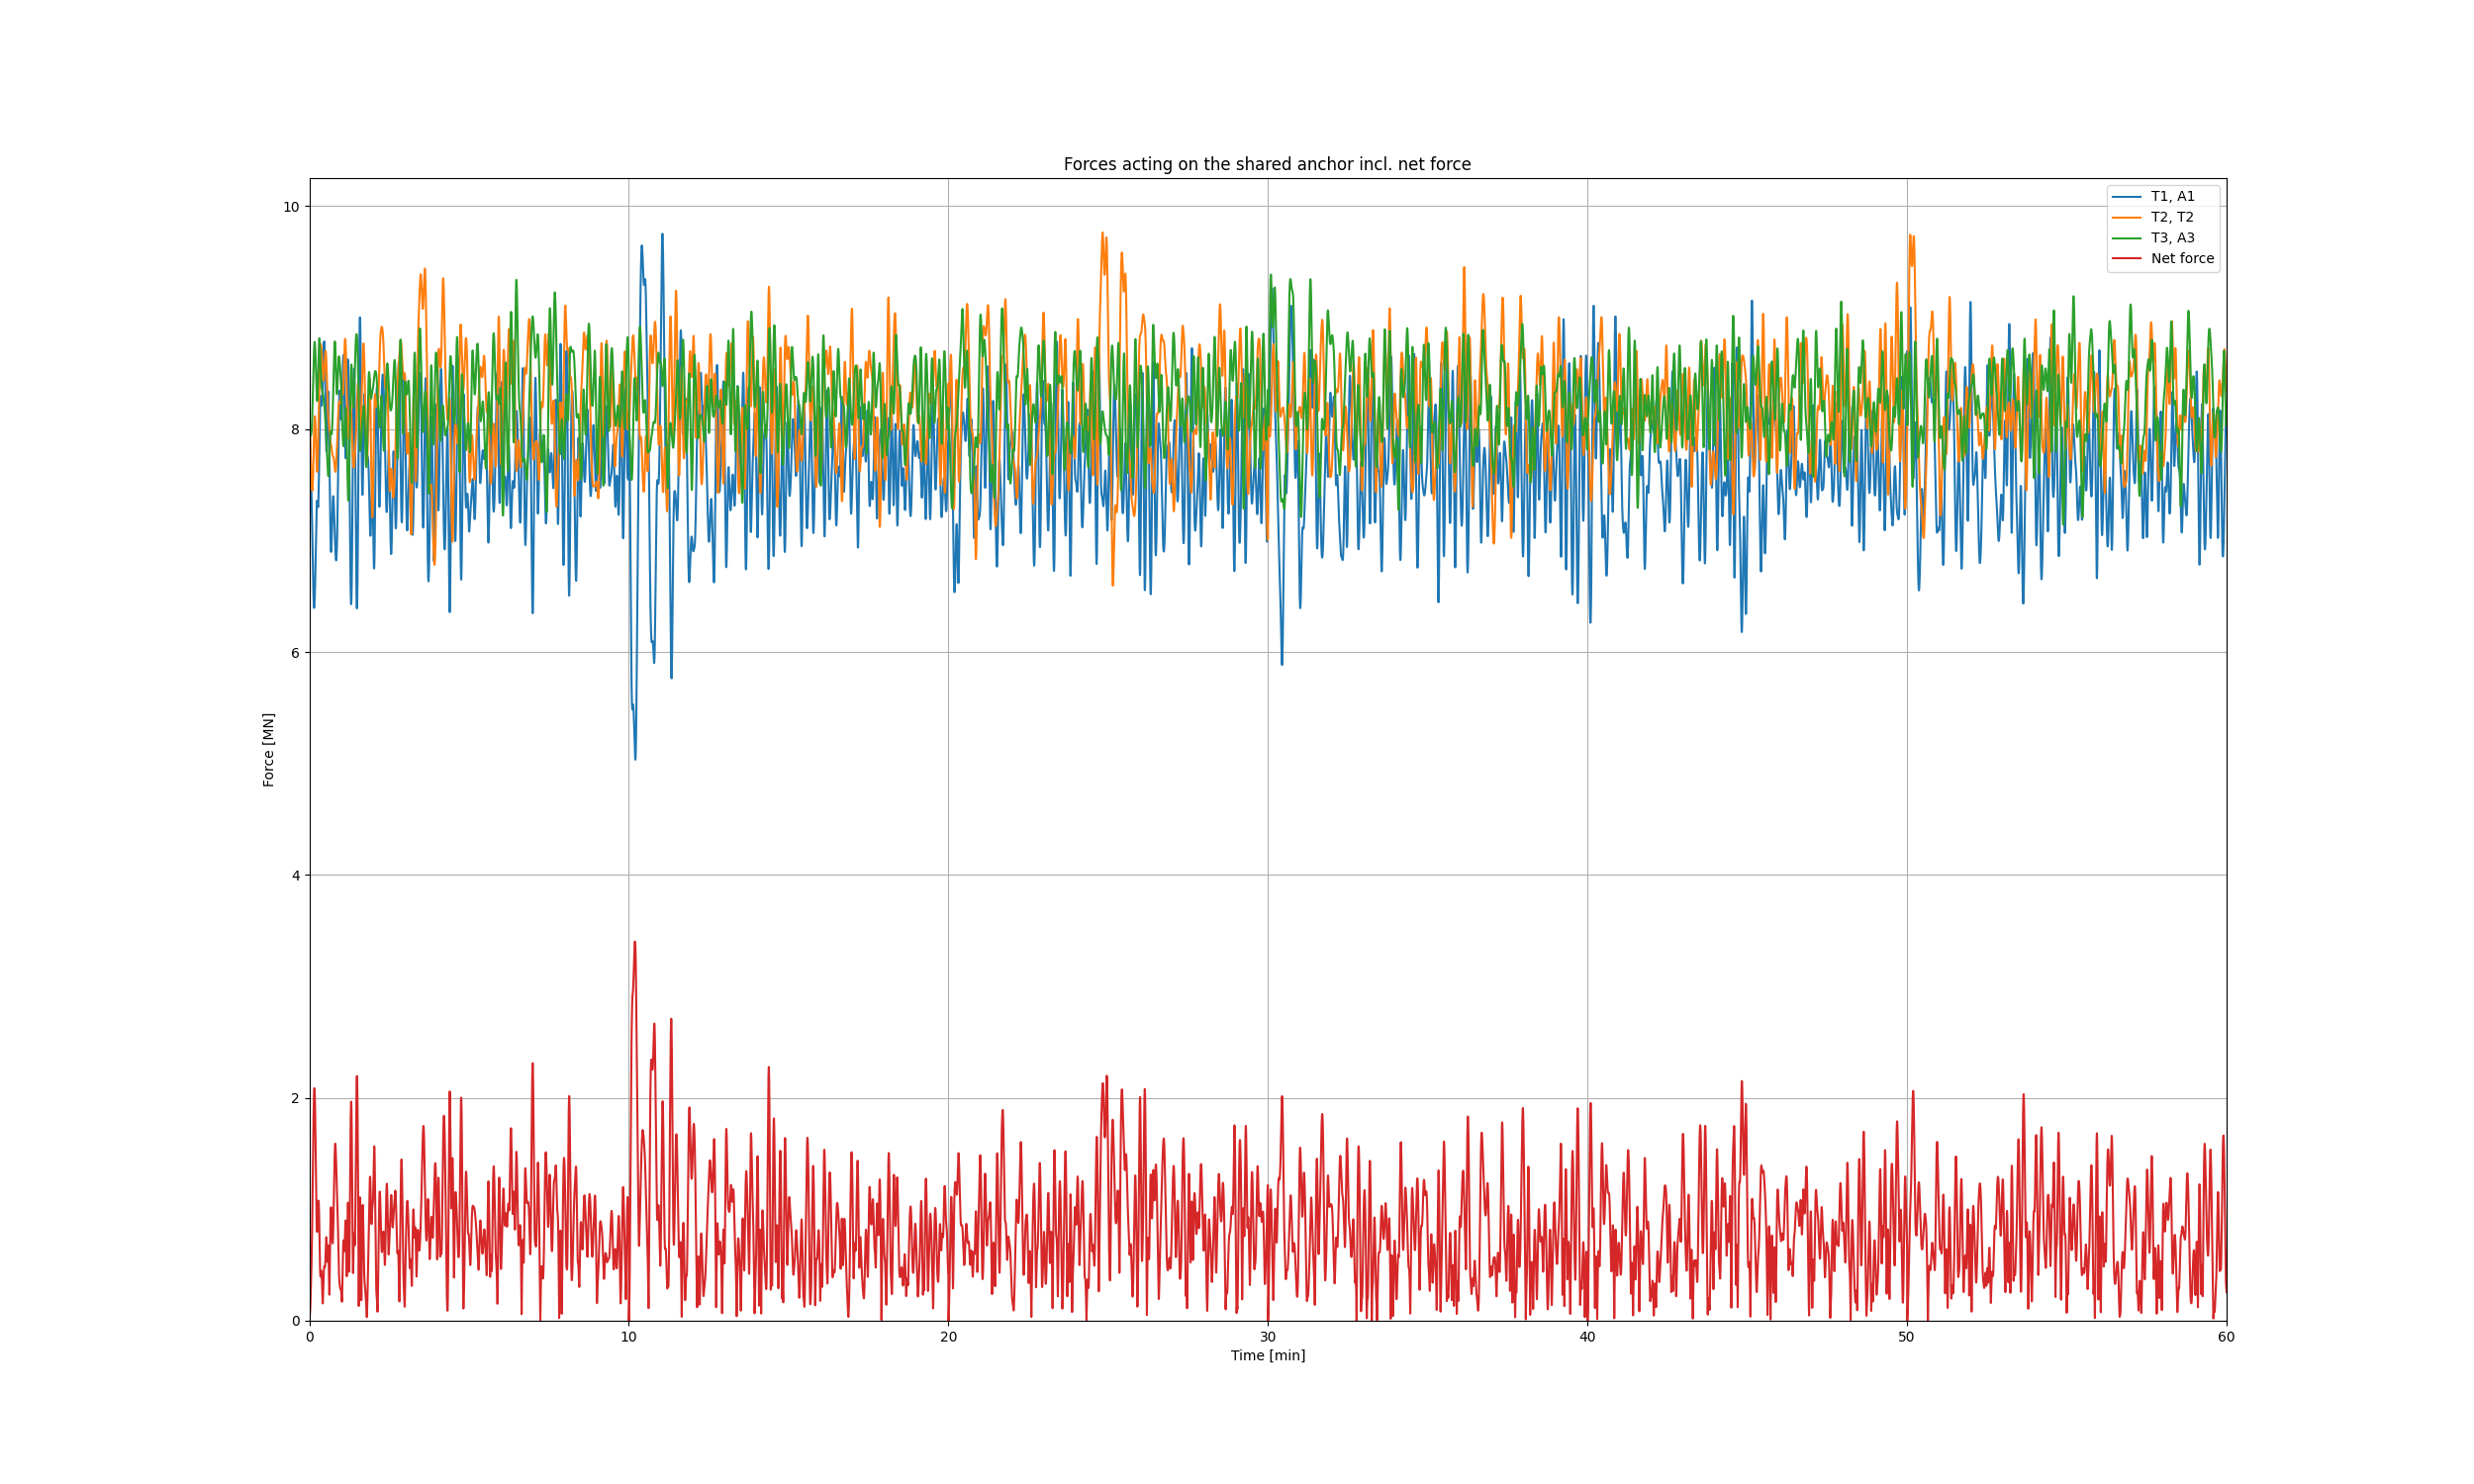 Forces acting on the shared anchor incl. net force
T1, A1
T2, T2
T3, A3
Net force
Force [MN]
10
8
6
4
2
0
0 10 20 30 40 50 60
Time [min]